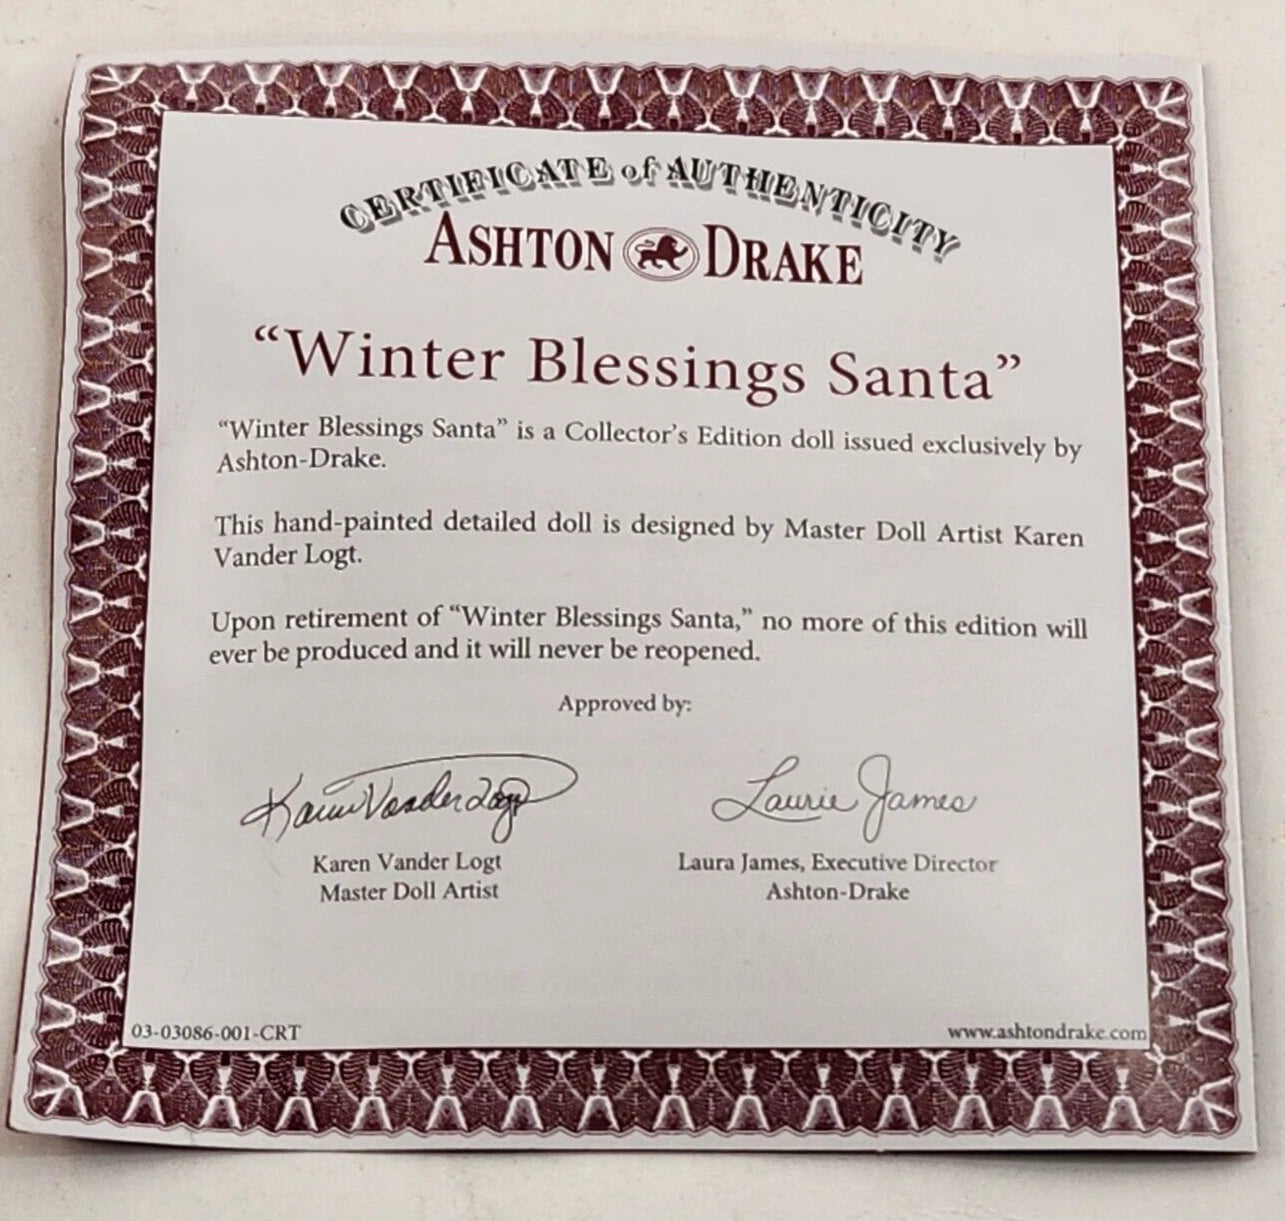 CERTIFICATE of AUTHENTICITY
ASHTON DRAKE
“Winter Blessings Santa”
“Winter Blessings Santa” is a Collector’s Edition doll issued exclusively by
Ashton-Drake.
This hand-painted detailed doll is designed by Master Doll Artist Karen
Vander Logt.
Upon retirement of “Winter Blessings Santa,” no more of this edition will
ever be produced and it will never be reopened.
Approved by:
Karen Vander Logt
Laurie James
Karen Vander Logt
Master Doll Artist
Laura James, Executive Director
Ashton-Drake
03-03086-001-CRT
www.ashtondrake.com